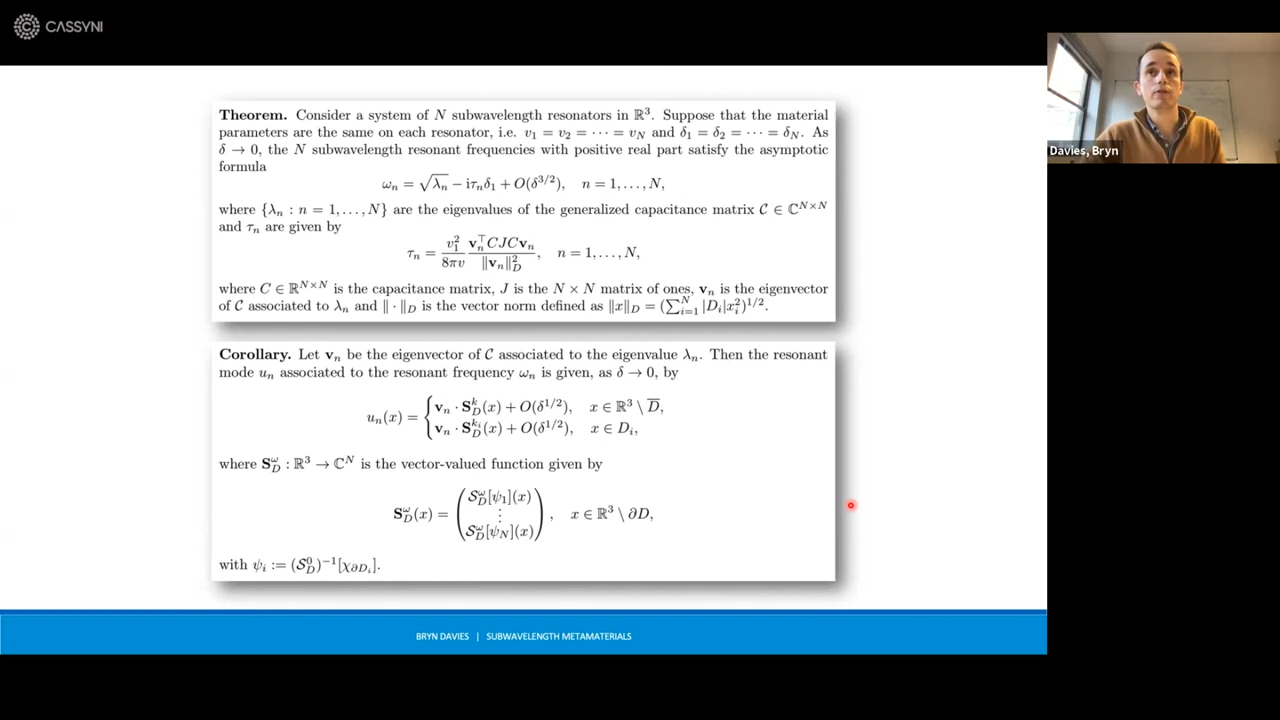 CASSYNI
Theorem. Consider a system of N subwavelength resonators in ℝ³. Suppose that the material
parameters are the same on each resonator, i.e. v₁ = v₂ = ··· = v_N and δ₁ = δ₂ = ··· = δ_N. As
δ → 0, the N subwavelength resonant frequencies with positive real part satisfy the asymptotic
formula
ω_n = √λ_n − iτ_nδ₁ + O(δ^{3/2}), n = 1, …, N,
where {λ_n : n = 1, …, N} are the eigenvalues of the generalized capacitance matrix 𝒞 ∈ ℂ^{N×N}
and τ_n are given by
τ_n = \frac{v₁²}{8πv} \frac{𝐯_n^⊤CJC𝐯_n}{‖𝐯_n‖_D²}, n = 1, …, N,
where C ∈ ℝ^{N×N} is the capacitance matrix, J is the N × N matrix of ones, 𝐯_n is the eigenvector
of 𝒞 associated to λ_n and ‖ · ‖_D is the vector norm defined as ‖x‖_D = (∑_{i=1}^N |D_i|x_i²)^{1/2}.
Corollary. Let 𝐯_n be the eigenvector of 𝒞 associated to the eigenvalue λ_n. Then the resonant
mode u_n associated to the resonant frequency ω_n is given, as δ → 0, by
u_n(x) = { 𝐯_n · 𝐒_D^k(x) + O(δ^{1/2}), x ∈ ℝ³ \ \overline{D},
𝐯_n · 𝐒_D^{k_i}(x) + O(δ^{1/2}), x ∈ D_i,
where 𝐒_D^ω : ℝ³ → ℂ^N is the vector-valued function given by
𝐒_D^ω(x) = ( 𝒮_D^ω[ψ₁](x) ⋮ 𝒮_D^ω[ψ_N](x) ), x ∈ ℝ³ \ ∂D,
with ψ_i := (𝒮_D^0)^{−1}[χ_{∂D_i}].
BRYN DAVIES | SUBWAVELENGTH METAMATERIALS
Davies, Bryn